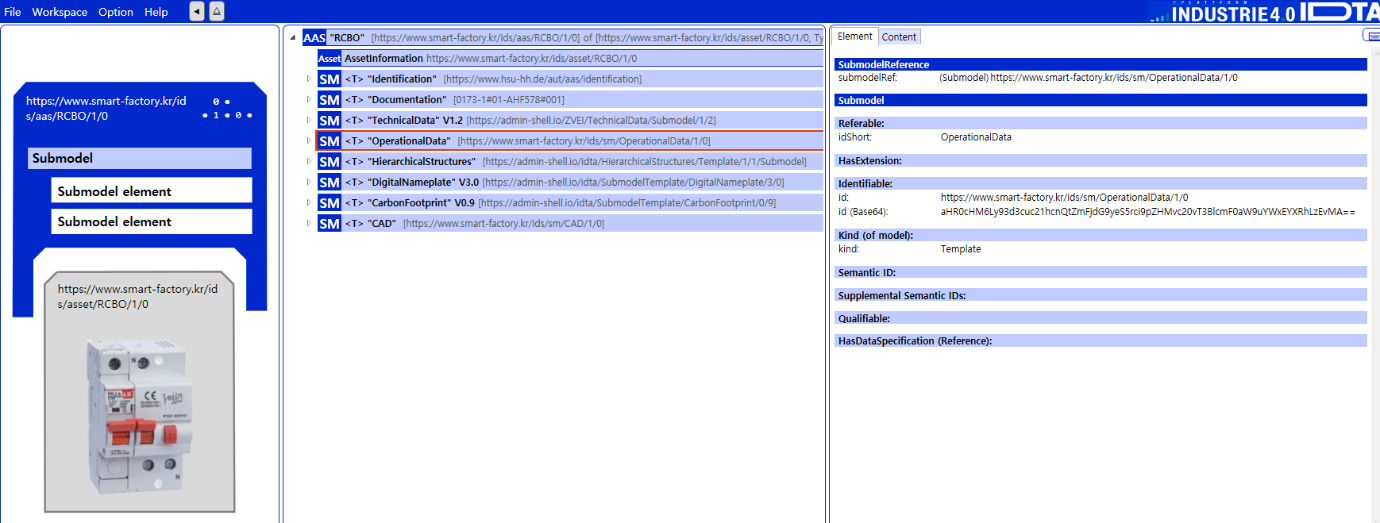 File Workspace Option Help
PLATTFORM
INDUSTRIE4.0 IDTA
https://www.smart-factory.kr/id
s/aas/RCBO/1/0
0
1 0
Submodel
Submodel element
Submodel element
https://www.smart-factory.kr/id
s/asset/RCBO/1/0
N
CE
N
AAS "RCBO" [https://www.smart-factory.kr/ids/aas/RCBO/1/0] of [https://www.smart-factory.kr/ids/asset/RCBO/1/0, Ty
Asset AssetInformation https://www.smart-factory.kr/ids/asset/RCBO/1/0
SM <T> "Identification" [https://www.hsu-hh.de/aut/aas/identification]
SM <T> "Documentation" [0173-1#01-AHF578#001]
SM <T> "TechnicalData" V1.2 [https://admin-shell.io/ZVEI/TechnicalData/Submodel/1/2]
SM <T> "OperationalData" [https://www.smart-factory.kr/ids/sm/OperationalData/1/0]
SM <T> "HierarchicalStructures" [https://admin-shell.io/idta/HierarchicalStructures/Template/1/1/Submodel]
SM <T> "DigitalNameplate" V3.0 [https://admin-shell.io/idta/SubmodelTemplate/DigitalNameplate/3/0]
SM <T> "CarbonFootprint" V0.9 [https://admin-shell.io/idta/SubmodelTemplate/CarbonFootprint/0/9]
SM <T> "CAD" [https://www.smart-factory.kr/ids/sm/CAD/1/0]
Element Content
SubmodelReference
submodelRef: (Submodel) https://www.smart-factory.kr/ids/sm/OperationalData/1/0
Submodel
Referable:
idShort: OperationalData
HasExtension:
Identifiable:
id: https://www.smart-factory.kr/ids/sm/OperationalData/1/0
id (Base64): aHR0cHM6Ly93d3cuc21hcnQtZmFjdG9yeS5rci9pZHMvc20vT3BlcmF0aW9uYWxEYXRhLzEvMA==
Kind (of model):
kind: Template
Semantic ID:
Supplemental Semantic IDs:
Qualifiable:
HasDataSpecification (Reference):